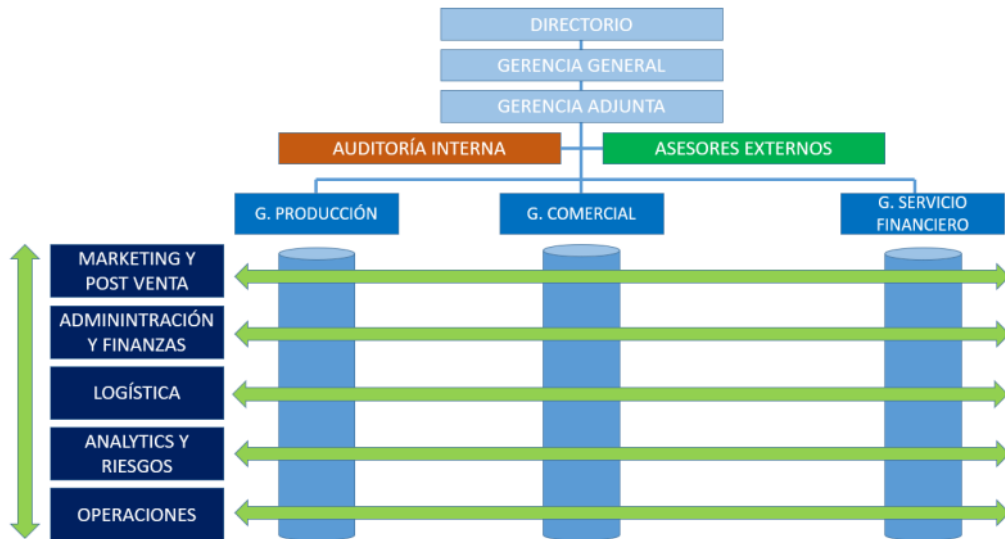 DIRECTORIO
GERENCIA GENERAL
GERENCIA ADJUNTA
AUDITORÍA INTERNA
ASESORES EXTERNOS
G. PRODUCCIÓN
G. COMERCIAL
G. SERVICIO
FINANCIERO
MARKETING Y
POST VENTA
ADMININTRACIÓN
Y FINANZAS
LOGÍSTICA
ANALYTICS Y
RIESGOS
OPERACIONES